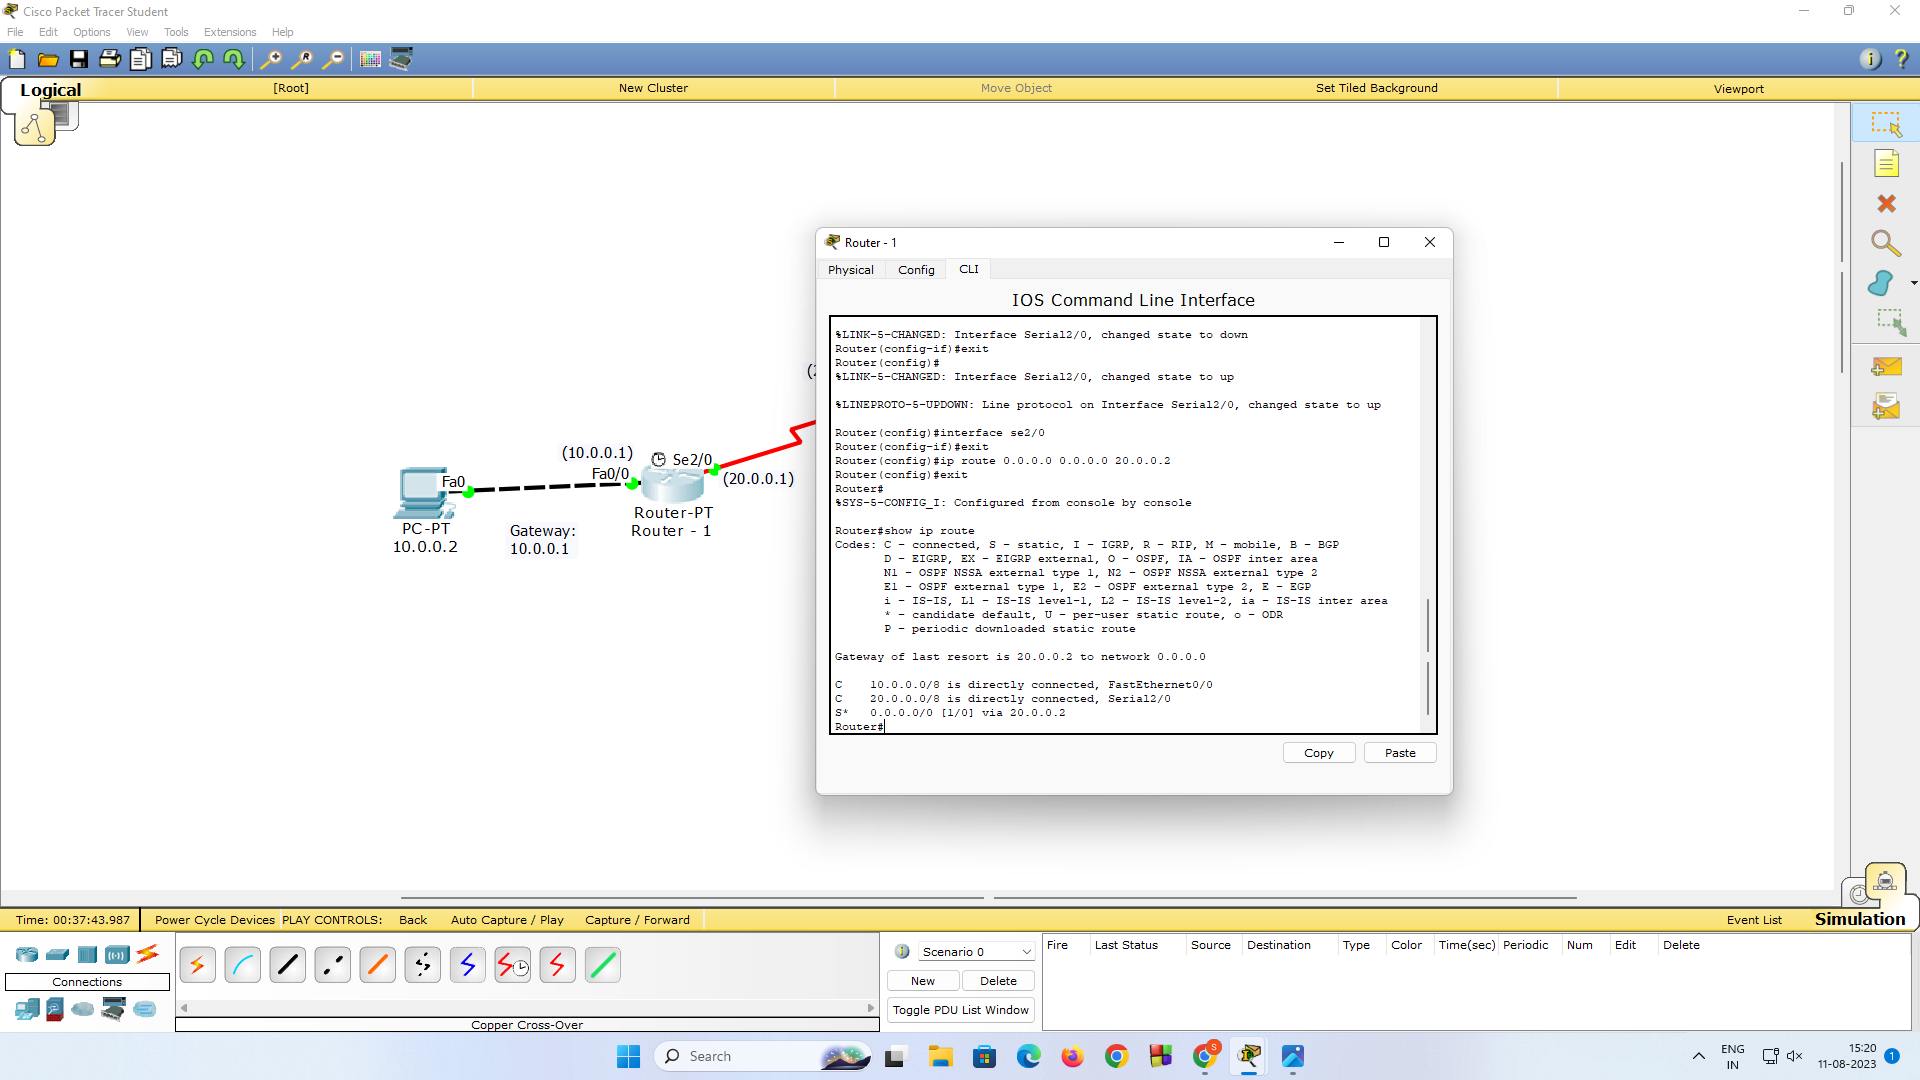 Cisco Packet Tracer Student
File Edit Options View Tools Extensions Help
Logical [Root] New Cluster Move Object Set Tiled Background Viewport
Router - 1
Physical Config CLI
IOS Command Line Interface
%LINK-5-CHANGED: Interface Serial2/0, changed state to down
Router(config-if)#exit
Router(config)#
%LINK-5-CHANGED: Interface Serial2/0, changed state to up
%LINEPROTO-5-UPDOWN: Line protocol on Interface Serial2/0, changed state to up
Router(config)#interface se2/0
Router(config-if)#exit
Router(config)#ip route 0.0.0.0 0.0.0.0 20.0.0.2
Router(config)#exit
Router#
%SYS-5-CONFIG_I: Configured from console by console
Router#show ip route
Codes: C - connected, S - static, I - IGRP, R - RIP, M - mobile, B - BGP
D - EIGRP, EX - EIGRP external, O - OSPF, IA - OSPF inter area
N1 - OSPF NSSA external type 1, N2 - OSPF NSSA external type 2
E1 - OSPF external type 1, E2 - OSPF external type 2, E - EGP
i - IS-IS, L1 - IS-IS level-1, L2 - IS-IS level-2, ia - IS-IS inter area
* - candidate default, U - per-user static route, o - ODR
P - periodic downloaded static route
Gateway of last resort is 20.0.0.2 to network 0.0.0.0
C 10.0.0.0/8 is directly connected, FastEthernet0/0
C 20.0.0.0/8 is directly connected, Serial2/0
S* 0.0.0.0/0 [1/0] via 20.0.0.2
Router#
Copy Paste
(10.0.0.1)
Se2/0
Fa0/0
(20.0.0.1)
Fa0
PC-PT
10.0.0.2
Gateway:
10.0.0.1
Router-PT
Router - 1
Time: 00:37:43.987 Power Cycle Devices PLAY CONTROLS: Back Auto Capture / Play Capture / Forward Event List Simulation
Connections
Copper Cross-Over
Scenario 0
New Delete
Toggle PDU List Window
Fire Last Status Source Destination Type Color Time(sec) Periodic Num Edit Delete
Search
S
ENG
IN
15:20
11-08-2023
1